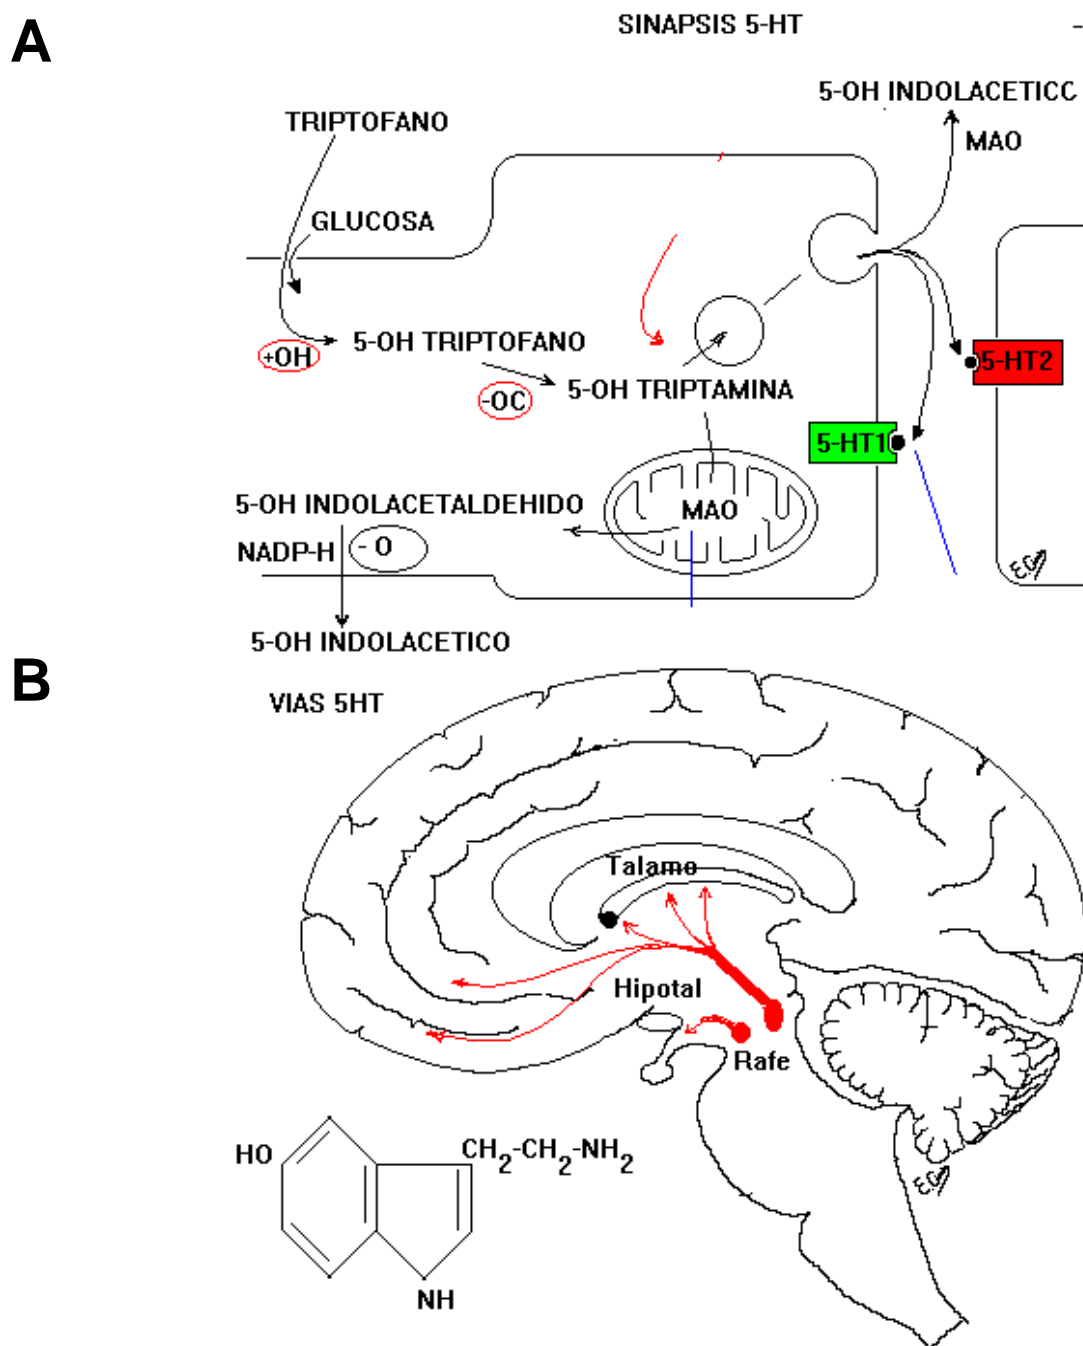 A
SINAPSIS 5-HT
5-OH INDOLACETICC
TRIPTOFANO
MAO
GLUCOSA
+OH
5-OH TRIPTOFANO
5-HT2
-OC
5-OH TRIPTAMINA
5-HT1
5-OH INDOLACETALDEHIDO
MAO
NADP-H
- O
5-OH INDOLACETICO
B
VIAS 5HT
Talamo
Hipotal
Rafe
HO
CH2-CH2-NH2
NH